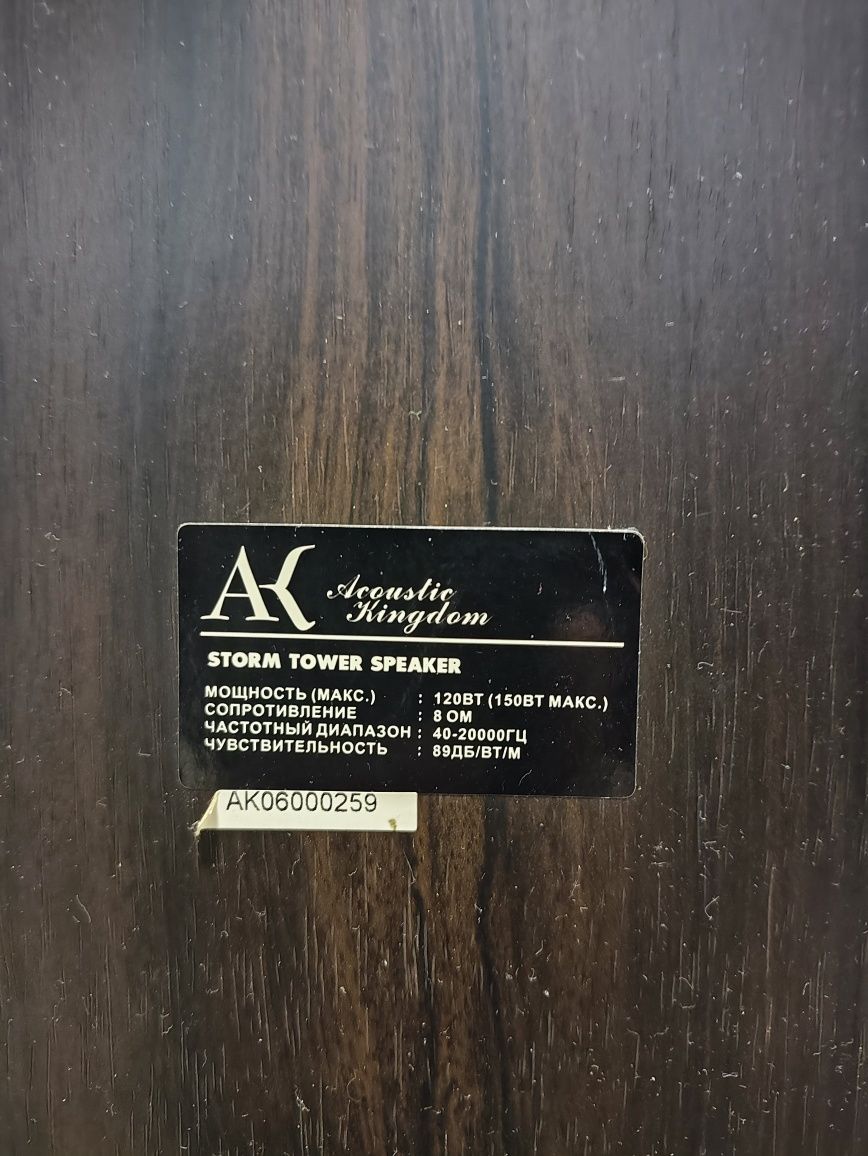 AK Acoustic
Kingdom
STORM TOWER SPEAKER
МОЩНОСТЬ (МАКС.) : 120ВТ (150ВТ МАКС.)
СОПРОТИВЛЕНИЕ : 8 ОМ
ЧАСТОТНЫЙ ДИАПАЗОН : 40-20000ГЦ
ЧУВСТВИТЕЛЬНОСТЬ : 89ДБ/ВТ/М
AK06000259